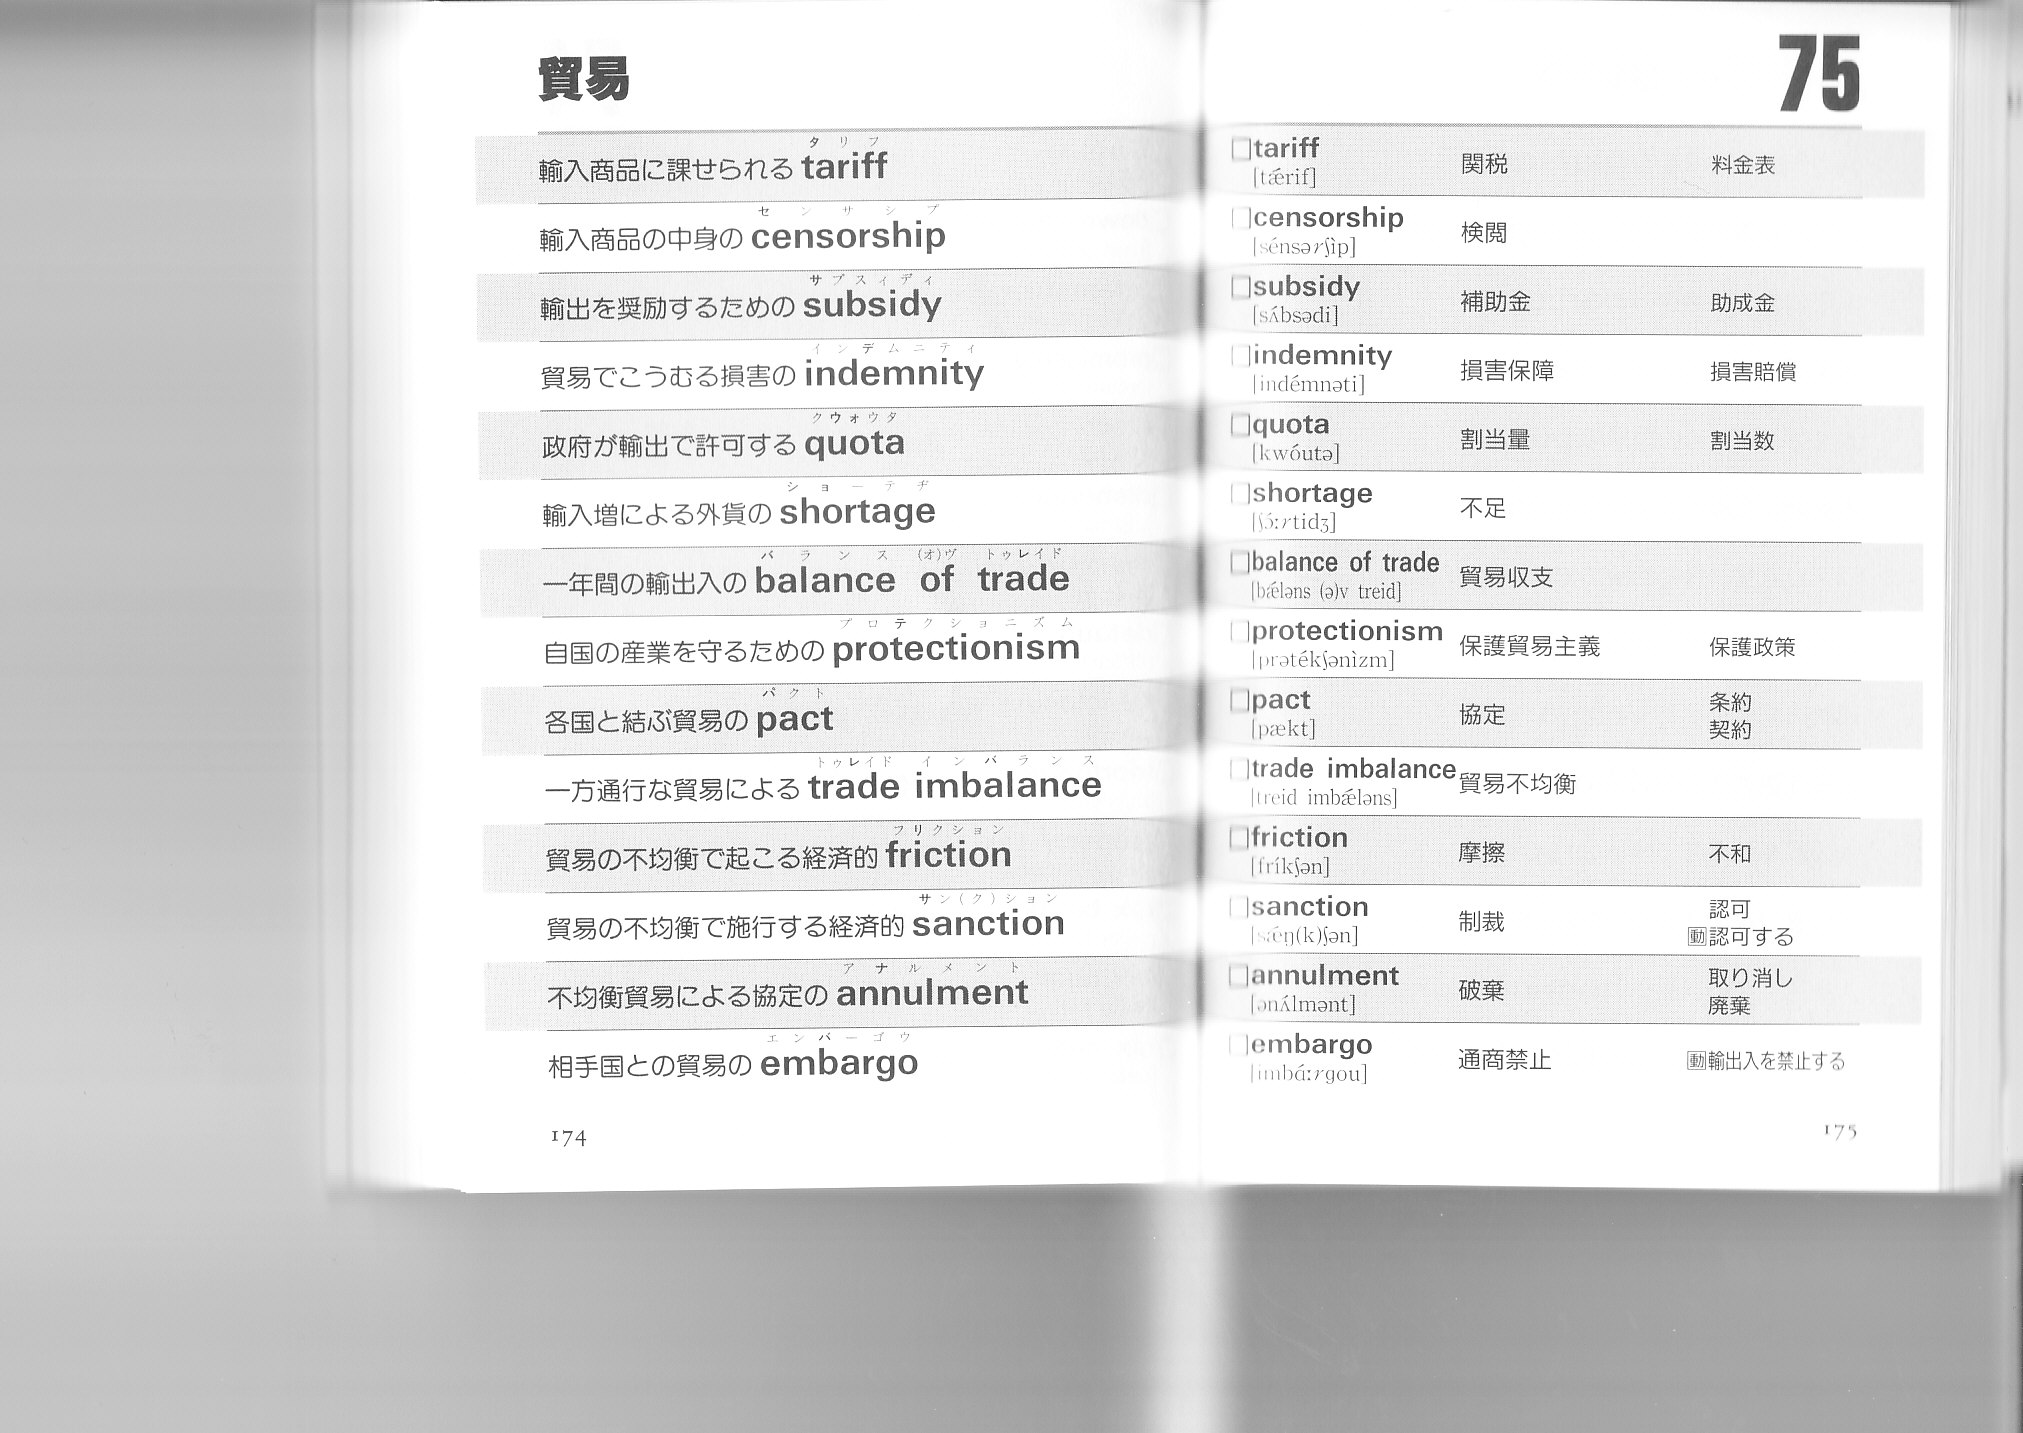 貿易
タリフ
輸入商品に課せられる tariff
センサシプ
輸入商品の中身の censorship
サブスィディ
輸出を奨励するための subsidy
インデムニティ
貿易でこうむる損害の indemnity
クウォウタ
政府が輸出で許可する quota
ショーテヂ
輸入増による外貨の shortage
バランス (オ)ヴ トゥレイド
一年間の輸出入の balance of trade
プロテクショニズム
自国の産業を守るための protectionism
パクト
各国と結ぶ貿易の pact
トゥレイド インバランス
一方通行な貿易による trade imbalance
フリクション
貿易の不均衡で起こる経済的 friction
サン(ク)ション
貿易の不均衡で施行する経済的 sanction
アナルメント
不均衡貿易による協定の annulment
エンバーゴウ
相手国との貿易の embargo
174
75
□tariff 関税 料金表
[tǽrif]
□censorship 検閲
[sénsərʃìp]
□subsidy 補助金 助成金
[sʌ́bsədi]
□indemnity 損害保障 損害賠償
[indémnəti]
□quota 割当量 割当数
[kwóutə]
□shortage 不足
[ʃɔ́ːrtidʒ]
□balance of trade 貿易収支
[bǽləns (ə)v treid]
□protectionism 保護貿易主義 保護政策
[prətékʃənìzm]
□pact 協定 条約
[pækt] 契約
□trade imbalance 貿易不均衡
[treid imbǽləns]
□friction 摩擦 不和
[fríkʃən]
□sanction 制裁 認可
[sǽŋ(k)ʃən] 動認可する
□annulment 破棄 取り消し
[ənʌ́lmənt] 廃棄
□embargo 通商禁止 動輸出入を禁止する
[imbɑ́ːrgou]
175